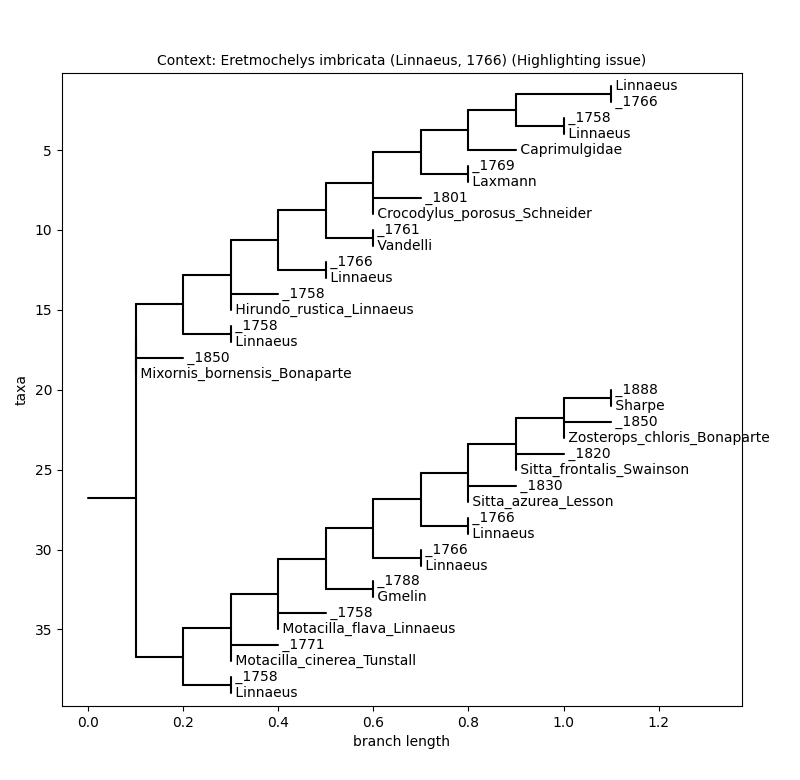 Context: Eretmochelys imbricata (Linnaeus, 1766) (Highlighting issue)
Linnaeus
_1766
_1758
Linnaeus
Caprimulgidae
_1769
Laxmann
_1801
Crocodylus_porosus_Schneider
_1761
Vandelli
_1766
Linnaeus
_1758
Hirundo_rustica_Linnaeus
_1758
Linnaeus
_1850
Mixornis_bornensis_Bonaparte
_1888
Sharpe
_1850
Zosterops_chloris_Bonaparte
_1820
Sitta_frontalis_Swainson
_1830
Sitta_azurea_Lesson
_1766
Linnaeus
_1766
Linnaeus
_1788
Gmelin
_1758
Motacilla_flava_Linnaeus
_1771
Motacilla_cinerea_Tunstall
_1758
Linnaeus
5
10
15
20
25
30
35
taxa
0.0 0.2 0.4 0.6 0.8 1.0 1.2
branch length